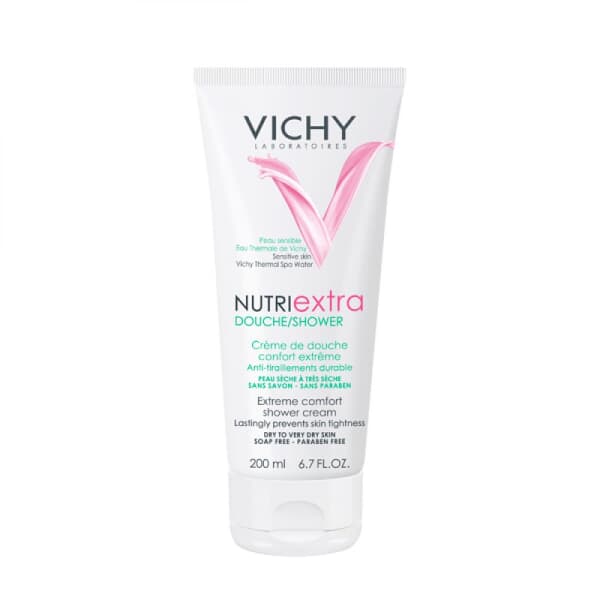 VICHY
LABORATOIRES
Peau sensible
Eau Thermale de Vichy
Sensitive skin
Vichy Thermal Spa Water
NUTRIextra
DOUCHE/SHOWER
Crème de douche
confort extrême
Anti-tiraillements durable
PEAU SÈCHE À TRÈS SÈCHE
SANS SAVON - SANS PARABEN
Extreme comfort
shower cream
Lastingly prevents skin tightness
DRY TO VERY DRY SKIN
SOAP FREE - PARABEN FREE
200 ml 6.7 FL.OZ.